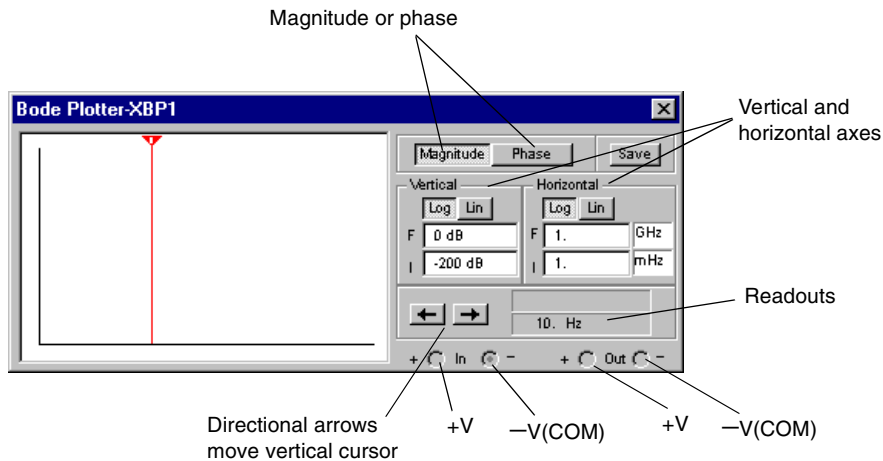 Magnitude or phase
Bode Plotter-XBP1
Vertical and
horizontal axes
Magnitude Phase Save
Vertical Horizontal
Log Lin Log Lin
F 0 dB F 1. GHz
I -200 dB I 1. mHz
Readouts
10. Hz
+ In - + Out -
Directional arrows
move vertical cursor
+V —V(COM) +V —V(COM)